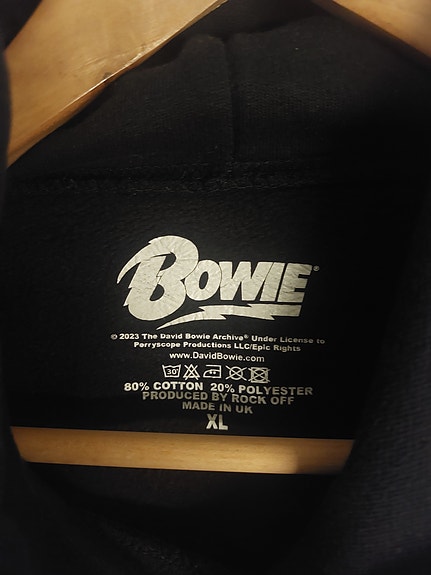 BOWIE®
© 2023 The David Bowie Archive® Under License to
Perryscope Productions LLC/Epic Rights
www.DavidBowie.com
30
80% COTTON 20% POLYESTER
PRODUCED BY ROCK OFF
MADE IN UK
XL